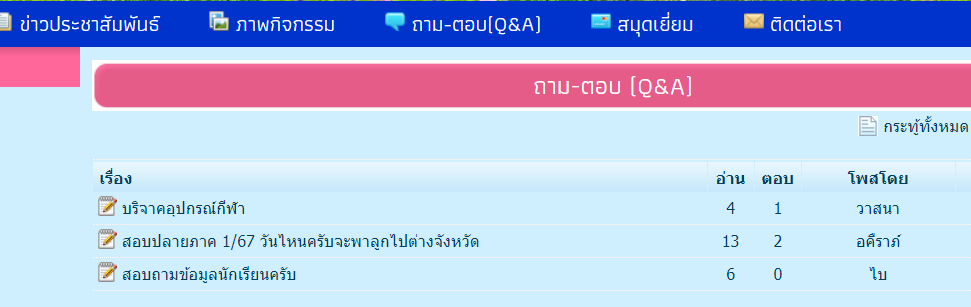 ข่าวประชาสัมพันธ์ ภาพกิจกรรม ถาม-ตอบ(Q&A) สมุดเยี่ยม ติดต่อเรา
ถาม-ตอบ (Q&A)
กระทู้ทั้งหมด
เรื่อง อ่าน ตอบ โพสโดย
บริจาคอุปกรณ์กีฬา 4 1 วาสนา
สอบปลายภาค 1/67 วันไหนครับจะพาลูกไปต่างจังหวัด 13 2 อคิราภ์
สอบถามข้อมูลนักเรียนครับ 6 0 ไบ